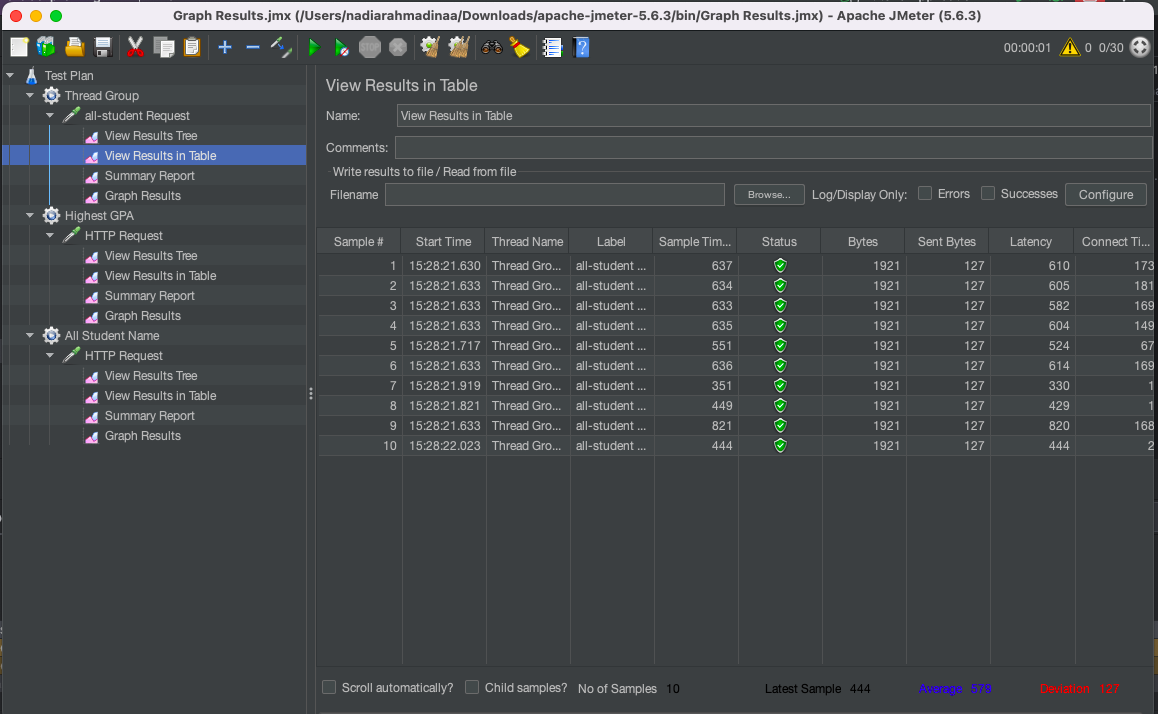 Graph Results.jmx (/Users/nadiarahmadinaa/Downloads/apache-jmeter-5.6.3/bin/Graph Results.jmx) - Apache JMeter (5.6.3)
STOP
00:00:01 0 0/30
Test Plan
Thread Group
all-student Request
View Results Tree
View Results in Table
Summary Report
Graph Results
Highest GPA
HTTP Request
View Results Tree
View Results in Table
Summary Report
Graph Results
All Student Name
HTTP Request
View Results Tree
View Results in Table
Summary Report
Graph Results
View Results in Table
Name: View Results in Table
Comments:
Write results to file / Read from file
Filename Browse... Log/Display Only: Errors Successes Configure
Sample # Start Time Thread Name Label Sample Tim... Status Bytes Sent Bytes Latency Connect Ti...
1 15:28:21.630 Thread Gro... all-student ... 637 1921 127 610 173
2 15:28:21.633 Thread Gro... all-student ... 634 1921 127 605 181
3 15:28:21.633 Thread Gro... all-student ... 633 1921 127 582 169
4 15:28:21.633 Thread Gro... all-student ... 635 1921 127 604 149
5 15:28:21.717 Thread Gro... all-student ... 551 1921 127 524 67
6 15:28:21.633 Thread Gro... all-student ... 636 1921 127 614 169
7 15:28:21.919 Thread Gro... all-student ... 351 1921 127 330 1
8 15:28:21.821 Thread Gro... all-student ... 449 1921 127 429 1
9 15:28:21.633 Thread Gro... all-student ... 821 1921 127 820 168
10 15:28:22.023 Thread Gro... all-student ... 444 1921 127 444 2
Scroll automatically? Child samples? No of Samples 10 Latest Sample 444 Average 579 Deviation 127